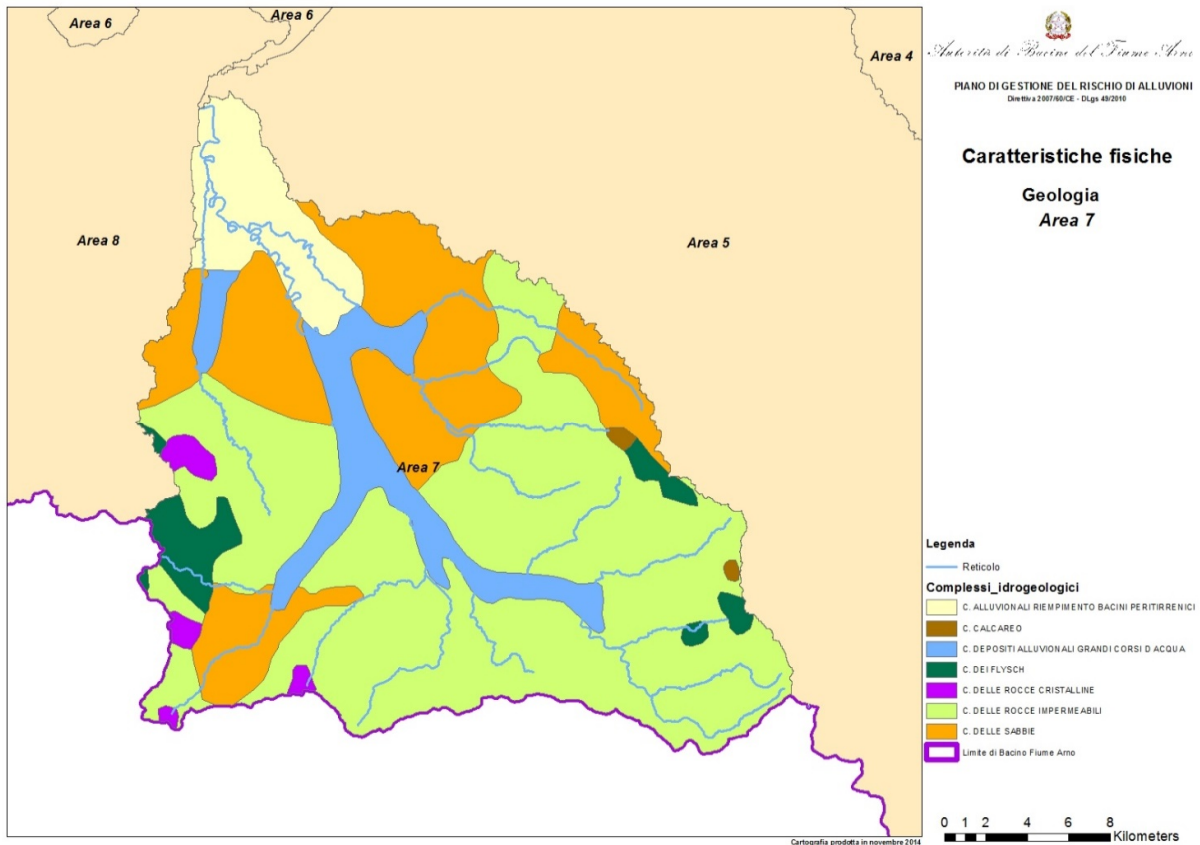 Area 6
Area 6
Area 4
Area 8
Area 5
Area 7
Autorità di Bacino del Fiume Arno
PIANO DI GESTIONE DEL RISCHIO DI ALLUVIONI
Direttiva 2007/60/CE - DLgs 49/2010
Caratteristiche fisiche
Geologia
Area 7
Legenda
Reticolo
Complessi_idrogeologici
C. ALLUVIONALI RIEMPIMENTO BACINI PERITIRRENICI
C. CALCAREO
C. DEPOSITI ALLUVIONALI GRANDI CORSI D ACQUA
C. DEI FLYSCH
C. DELLE ROCCE CRISTALLINE
C. DELLE ROCCE IMPERMEABILI
C. DELLE SABBIE
Limite di Bacino Fiume Arno
0 1 2 4 6 8
Kilometers
Cartografia prodotta in novembre 2014